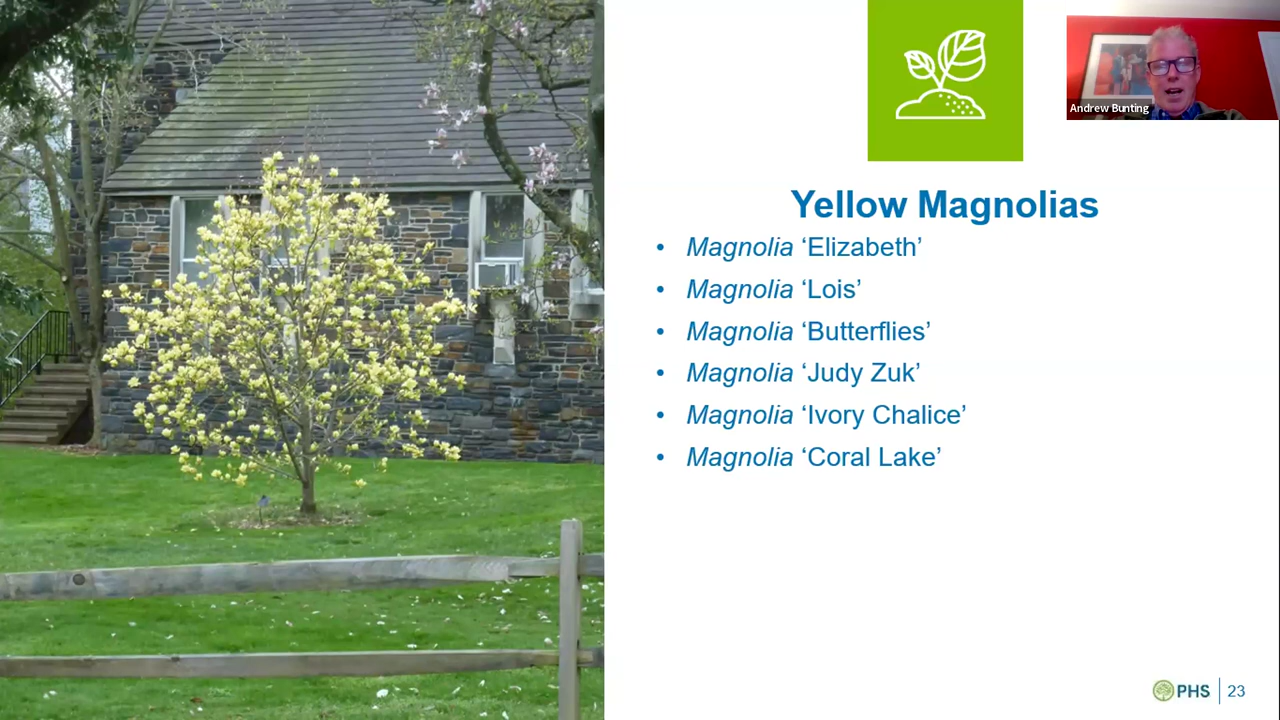 Andrew Bunting
Yellow Magnolias
• Magnolia ‘Elizabeth’
• Magnolia ‘Lois’
• Magnolia ‘Butterflies’
• Magnolia ‘Judy Zuk’
• Magnolia ‘Ivory Chalice’
• Magnolia ‘Coral Lake’
PHS | 23